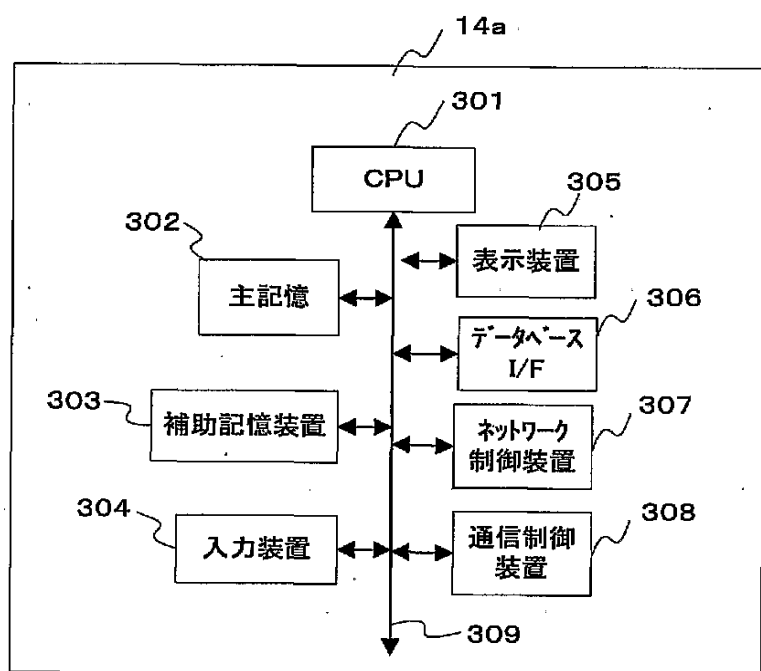 14a
301
CPU
305
表示装置
302
主記憶
306
データベース
I/F
303
補助記憶装置
307
ネットワーク
制御装置
304
入力装置
308
通信制御
装置
309